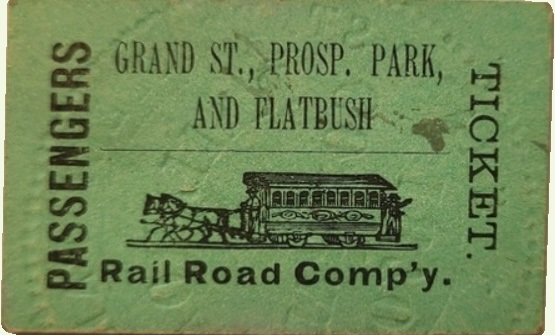 PASSENGERS
GRAND ST., PROSP. PARK,
AND FLATBUSH
Rail Road Comp'y.
TICKET.